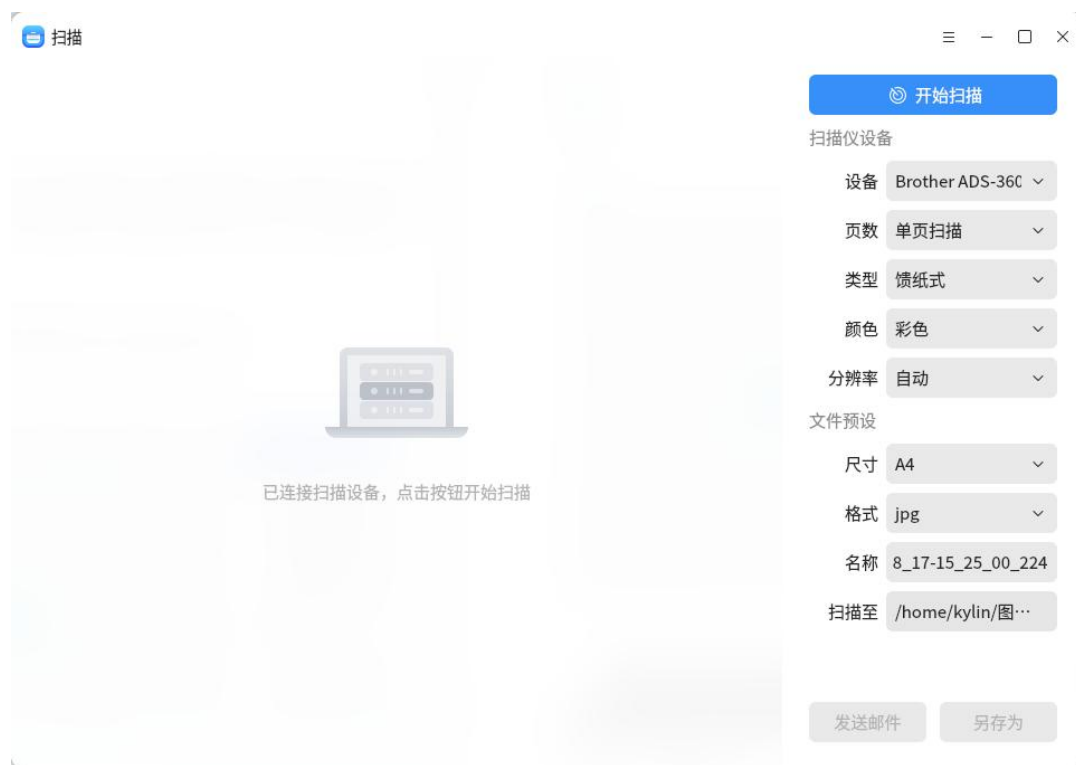 扫描
开始扫描
扫描仪设备
设备 Brother ADS-360
页数 单页扫描
类型 馈纸式
颜色 彩色
分辨率 自动
文件预设
尺寸 A4
格式 jpg
名称 8_17-15_25_00_224
扫描至 /home/kylin/图…
已连接扫描设备，点击按钮开始扫描
发送邮件 另存为